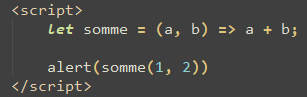 <script>
let somme = (a, b) => a + b;
alert(somme(1, 2))
</script>